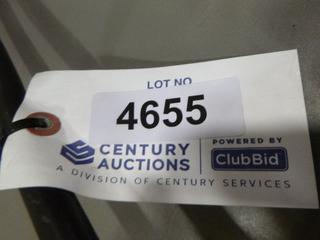 LOT NO
4655
CENTURY AUCTIONS
POWERED BY
ClubBid
A DIVISION OF CENTURY SERVICES